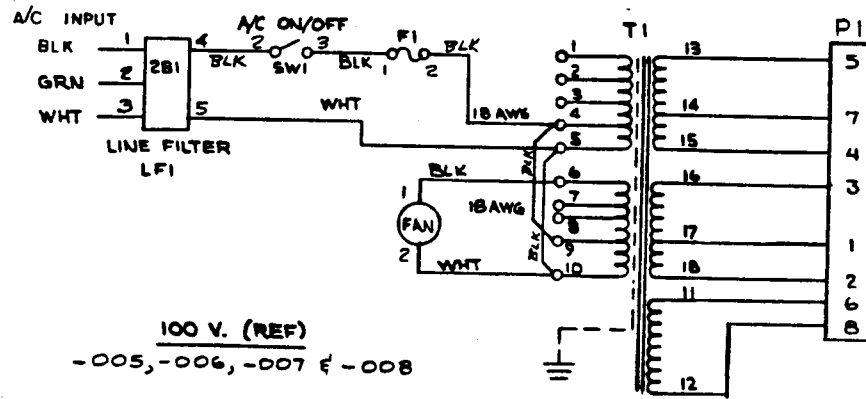 A/C INPUT
BLK 1
GRN 2
WHT 3
2B1
4
5
LINE FILTER
LF1
BLK
A/C ON/OFF
2 3
SW1
BLK
F1
1 2
BLK
WHT
18 AWG
BLK
1
FAN
2
BLK
WHT
18 AWG
BLK
T1
1
2
3
4
5
6
7
8
9
10
13
14
15
16
17
18
11
12
P1
5
7
4
3
1
2
6
8
100 V. (REF)
-005, -006, -007 & -008